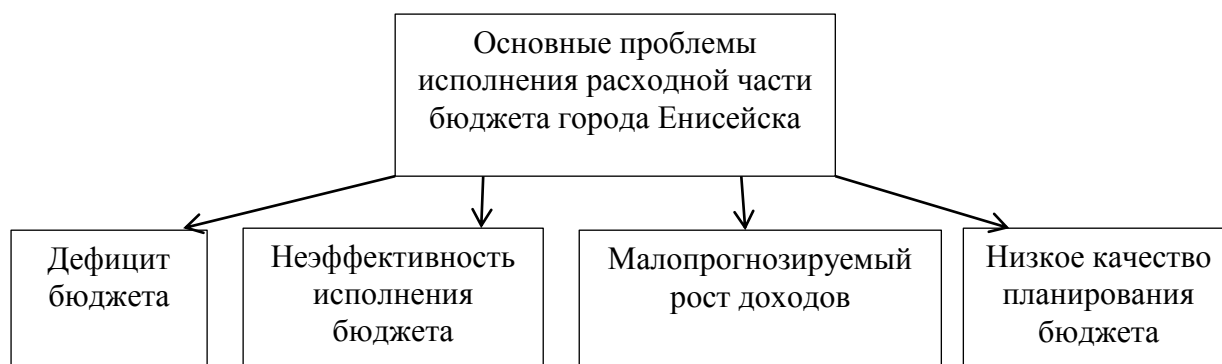 Основные проблемы
исполнения расходной части
бюджета города Енисейска
Дефицит
бюджета
Неэффективность
исполнения
бюджета
Малопрогнозируемый
рост доходов
Низкое качество
планирования
бюджета